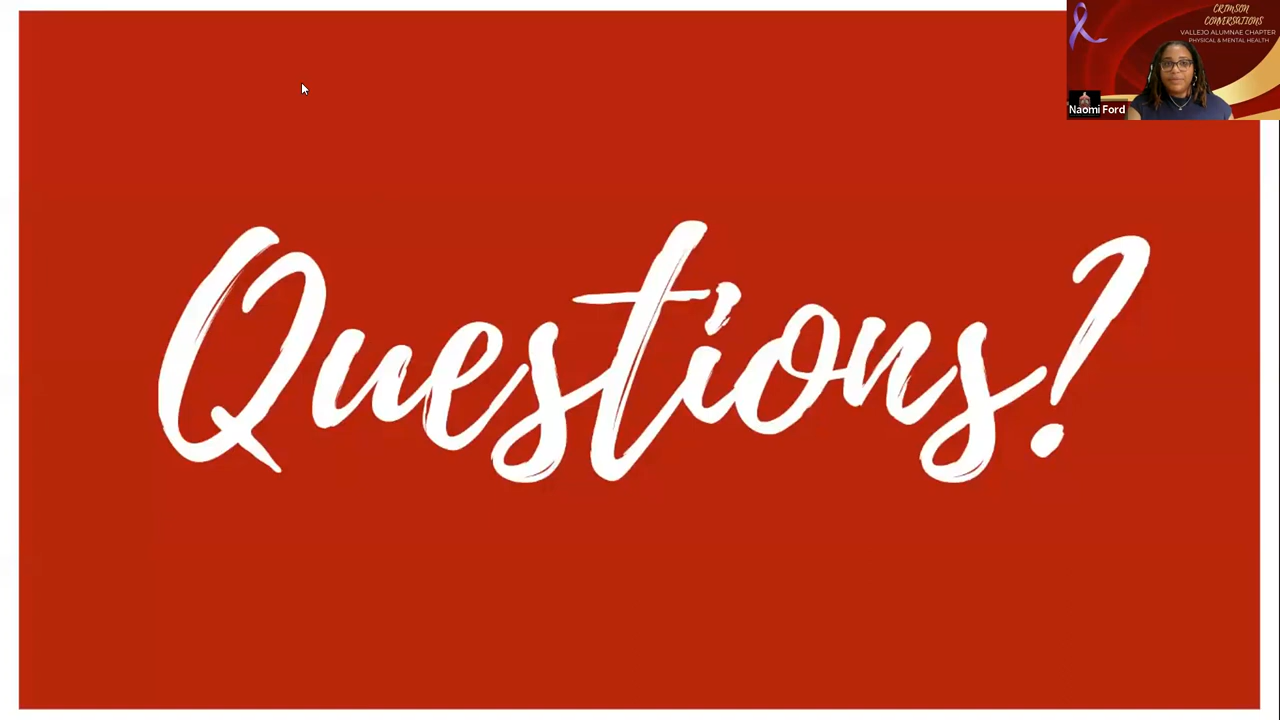 CRIMSON
CONVERSATIONS
VALLEJO ALUMNAE CHAPTER
PHYSICAL & MENTAL HEALTH
Naomi Ford
Questions?